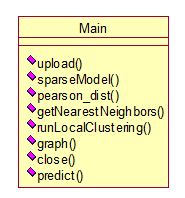 Main
upload()
sparseModel()
pearson_dist()
getNearestNeighbors()
runLocalClustering()
graph()
close()
predict()